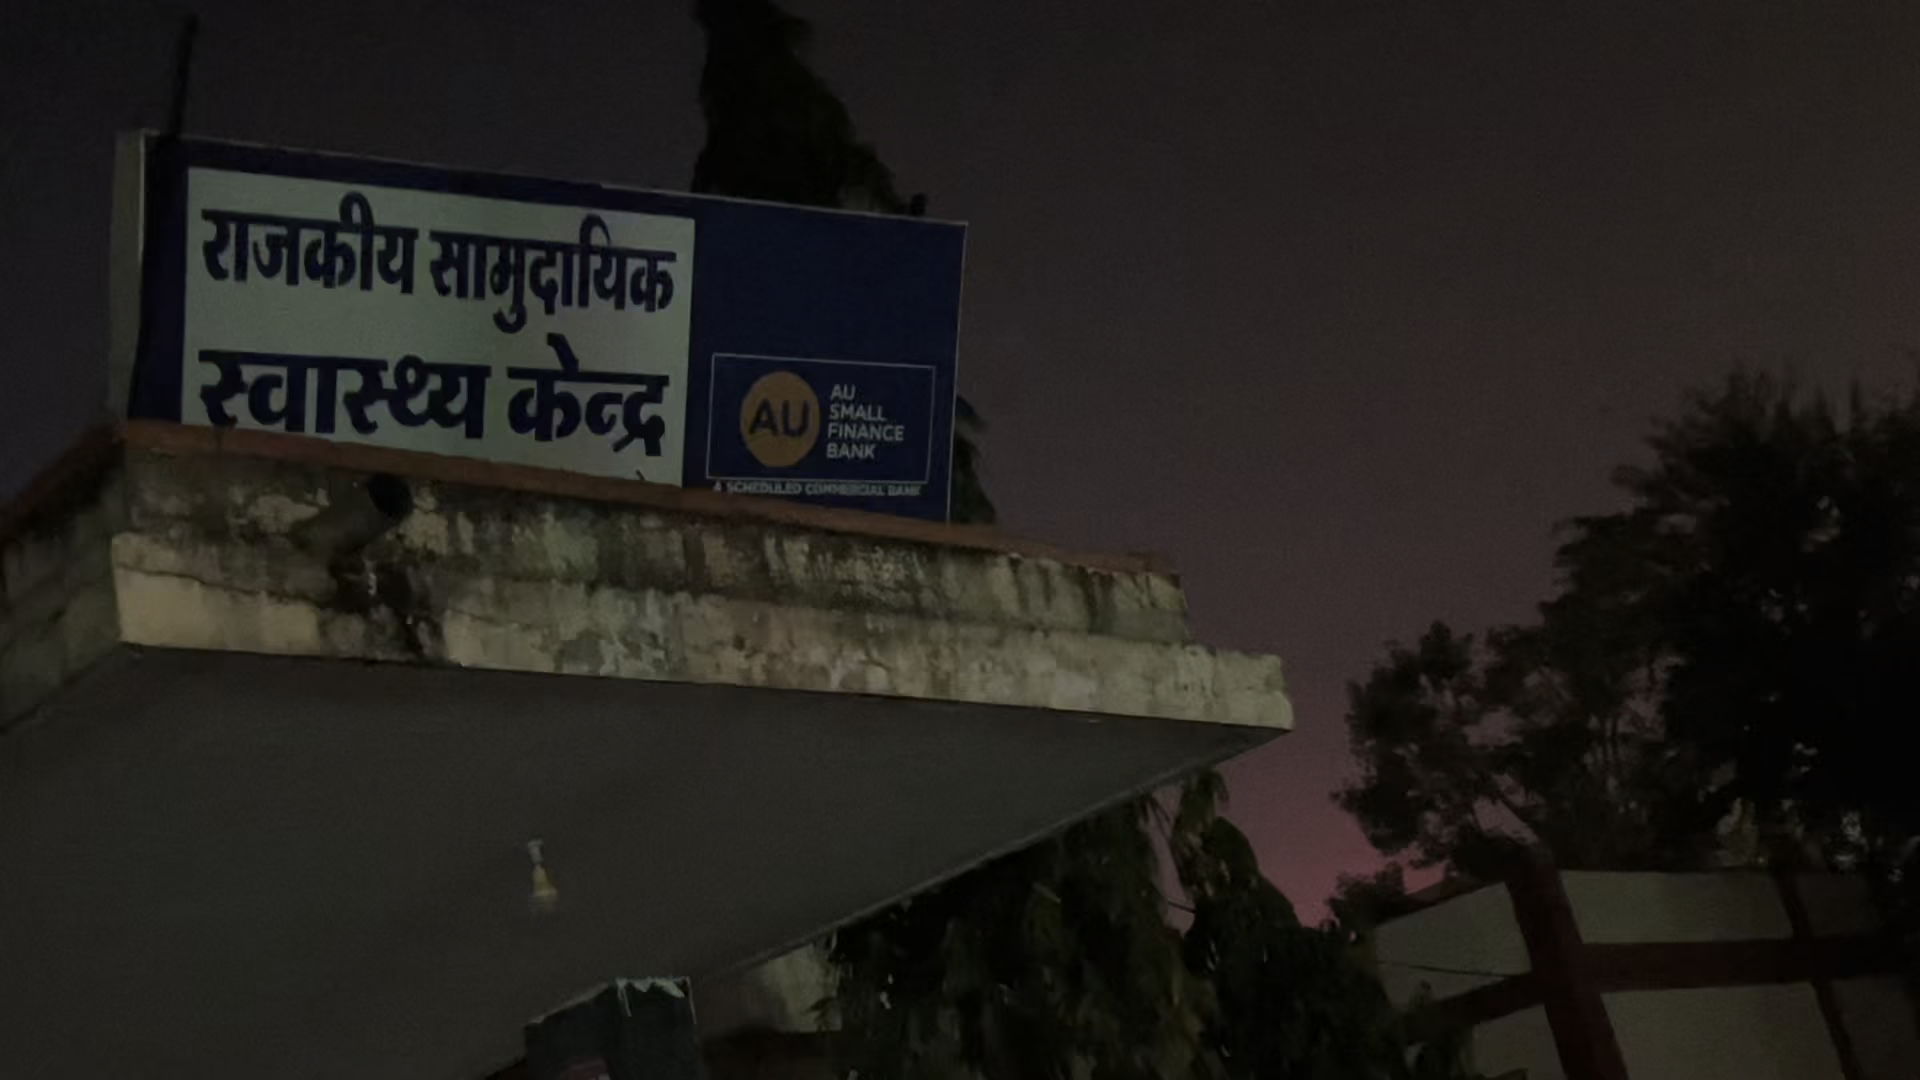 राजकीय सामुदायिक
स्वास्थ्य केन्द्र
AU
AU
SMALL
FINANCE
BANK
A SCHEDULED COMMERCIAL BANK